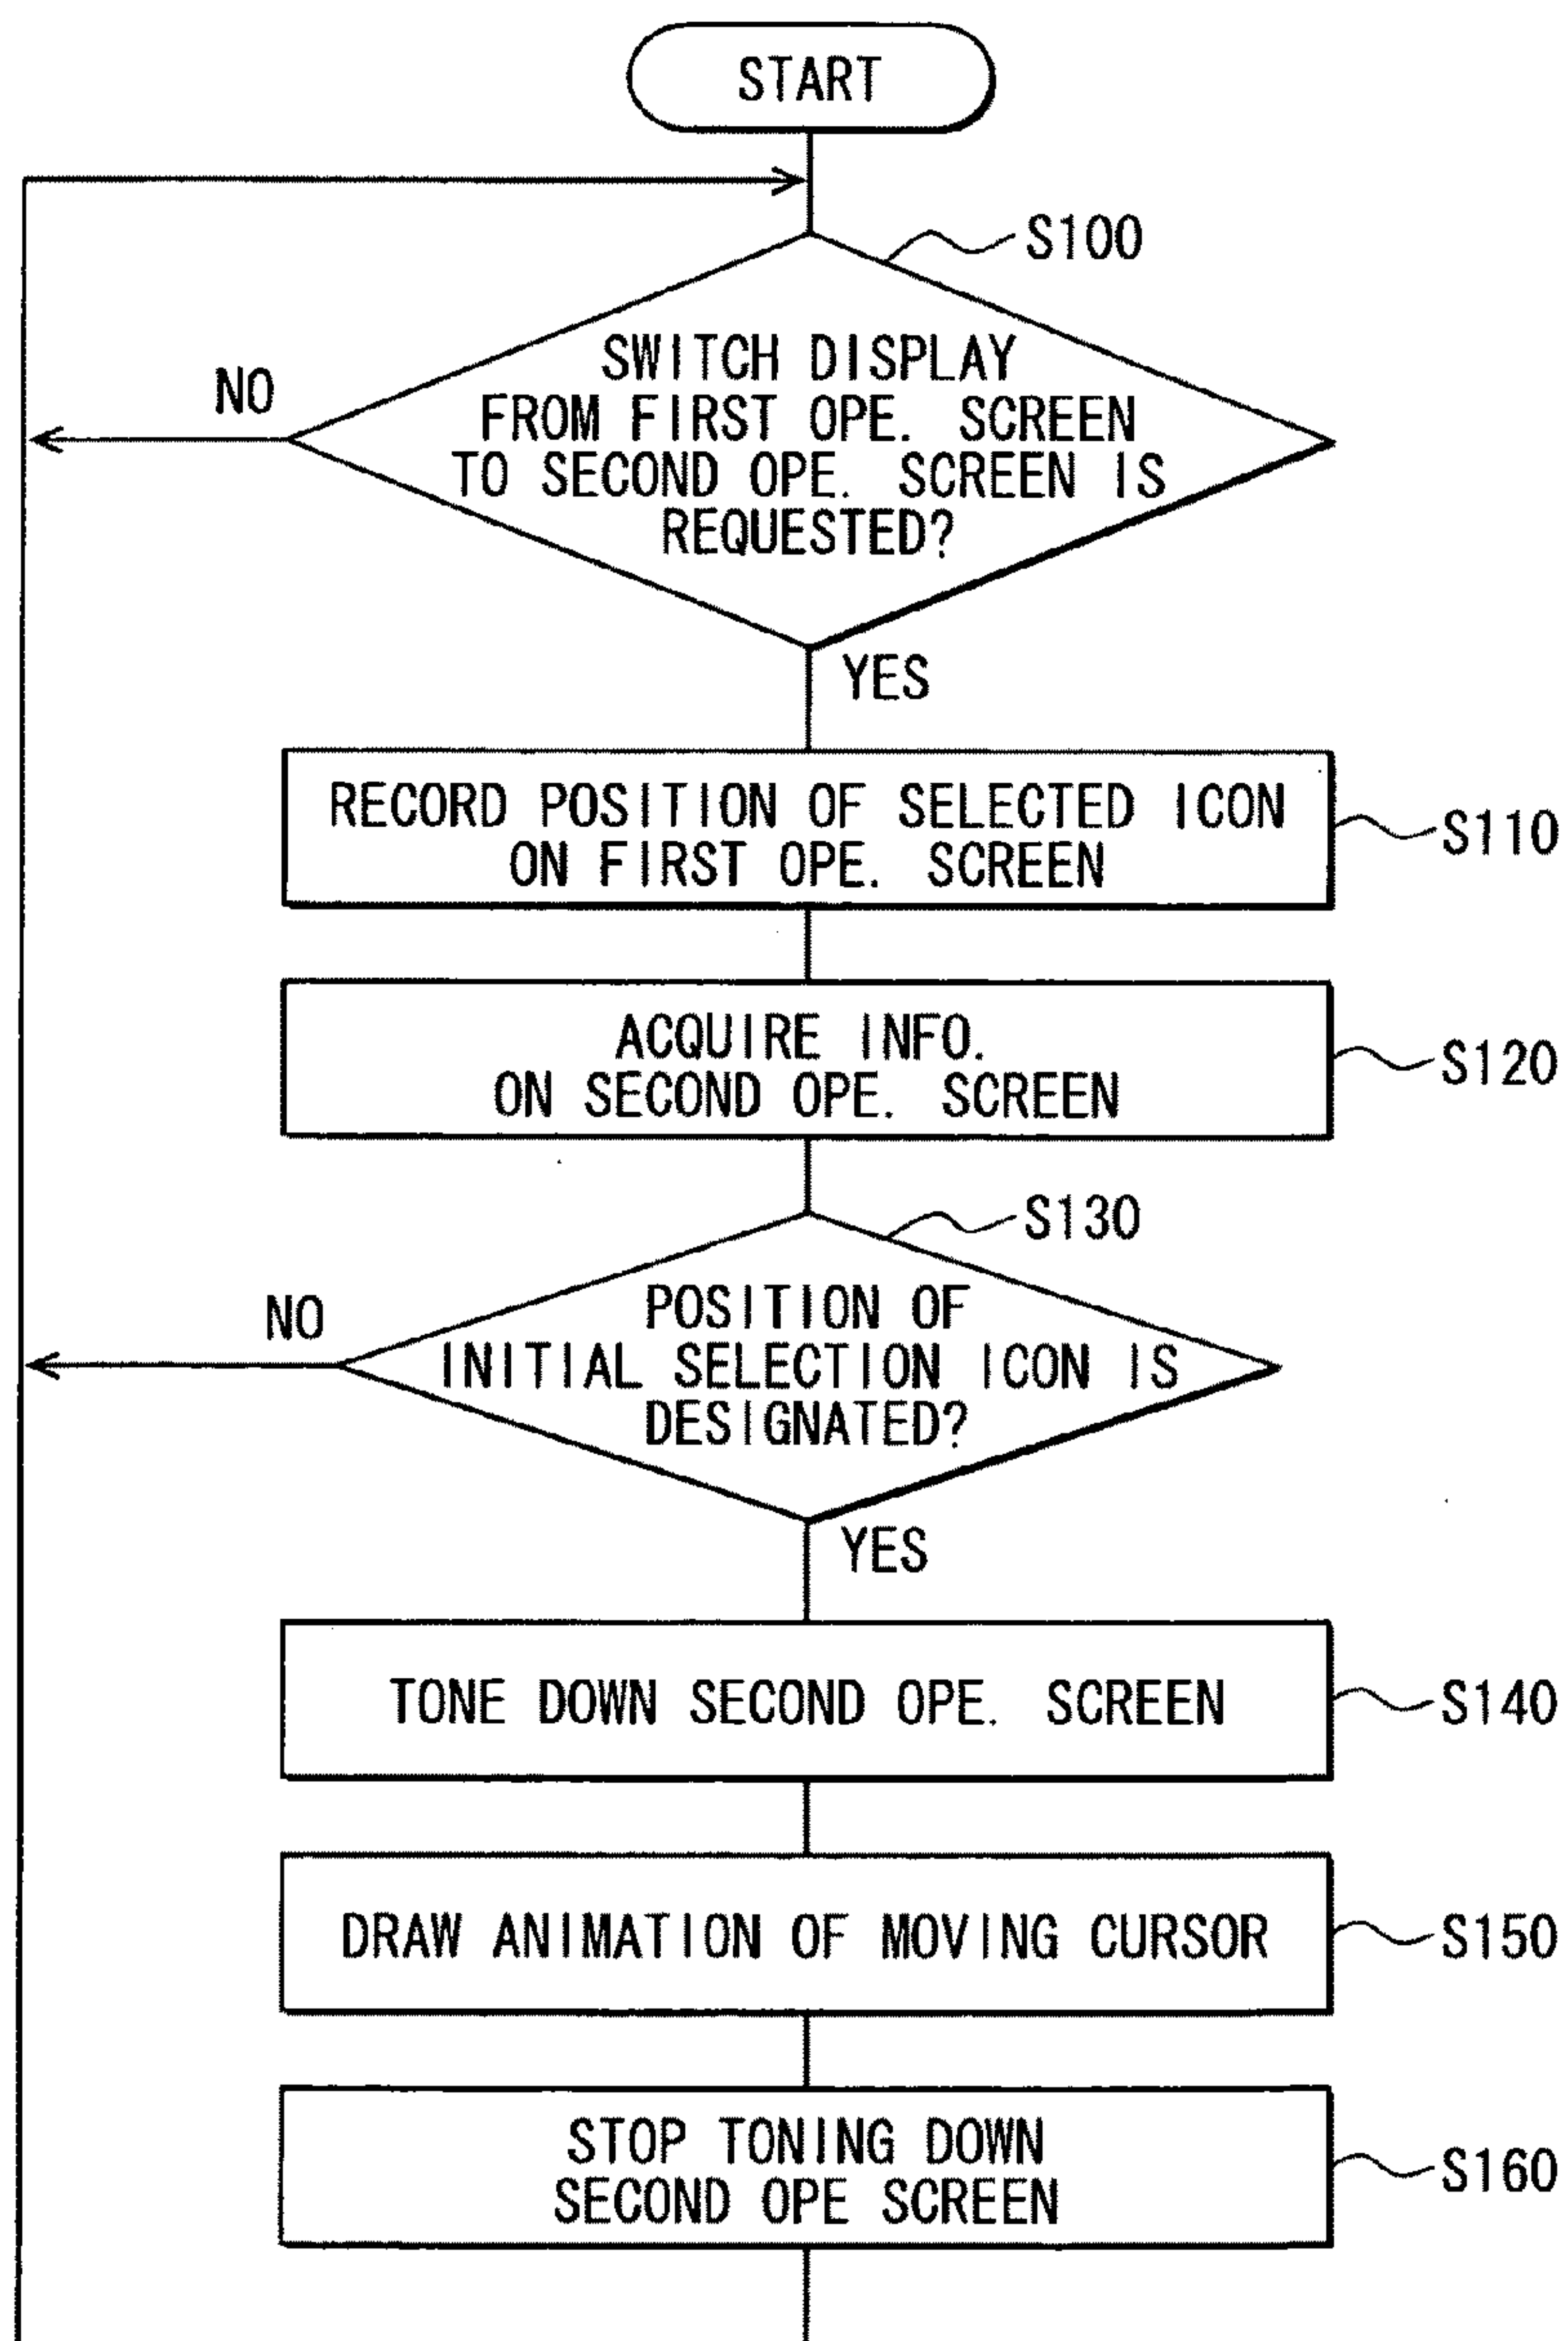 START
S100
SWITCH DISPLAY
FROM FIRST OPE. SCREEN
TO SECOND OPE. SCREEN IS
REQUESTED?
NO
YES
RECORD POSITION OF SELECTED ICON
ON FIRST OPE. SCREEN
S110
ACQUIRE INFO.
ON SECOND OPE. SCREEN
S120
S130
POSITION OF
INITIAL SELECTION ICON IS
DESIGNATED?
NO
YES
TONE DOWN SECOND OPE. SCREEN
S140
DRAW ANIMATION OF MOVING CURSOR
S150
STOP TONING DOWN
SECOND OPE SCREEN
S160